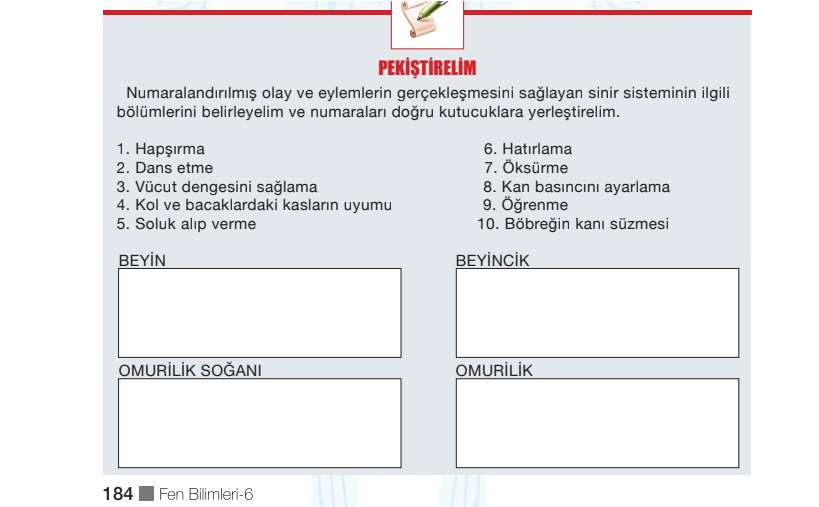 PEKİŞTİRELİM
Numaralandırılmış olay ve eylemlerin gerçekleşmesini sağlayan sinir sisteminin ilgili
bölümlerini belirleyelim ve numaraları doğru kutucuklara yerleştirelim.
1. Hapşırma
2. Dans etme
3. Vücut dengesini sağlama
4. Kol ve bacaklardaki kasların uyumu
5. Soluk alıp verme
6. Hatırlama
7. Öksürme
8. Kan basıncını ayarlama
9. Öğrenme
10. Böbreğin kanı süzmesi
BEYİN
BEYİNCİK
OMURİLİK SOĞANI
OMURİLİK
184 Fen Bilimleri-6